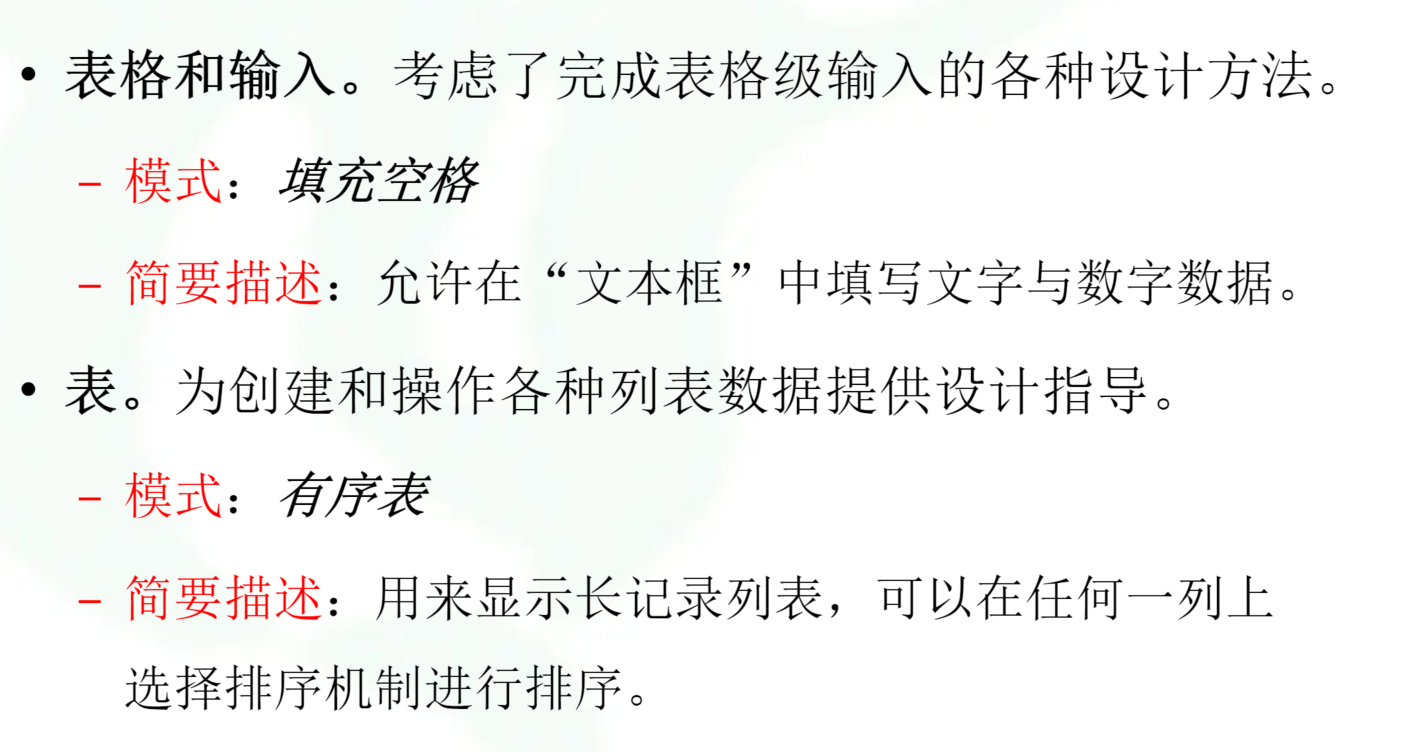 • 表格和输入。考虑了完成表格级输入的各种设计方法。
– 模式：填充空格
– 简要描述：允许在“文本框”中填写文字与数字数据。
• 表。为创建和操作各种列表数据提供设计指导。
– 模式：有序表
– 简要描述：用来显示长记录列表，可以在任何一列上
选择排序机制进行排序。